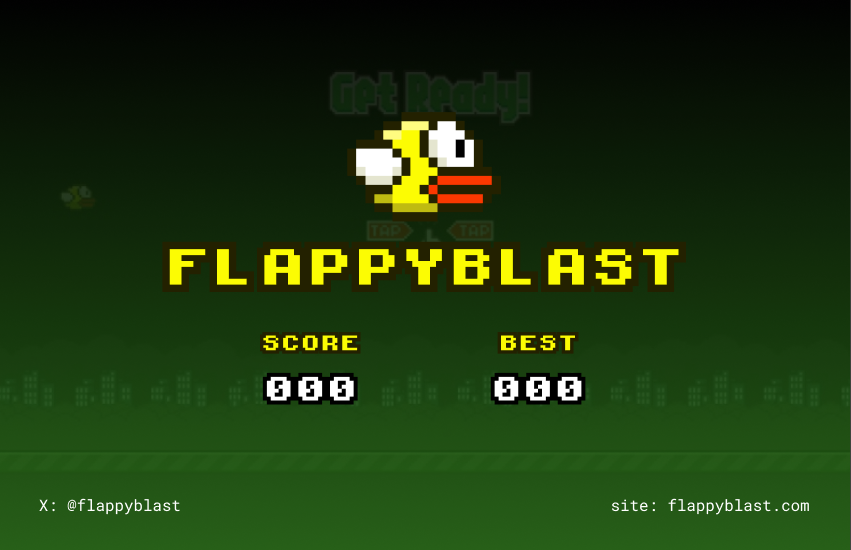 Get Ready!
TAP TAP
FLAPPYBLAST
SCORE BEST
000 000
X: @flappyblast site: flappyblast.com